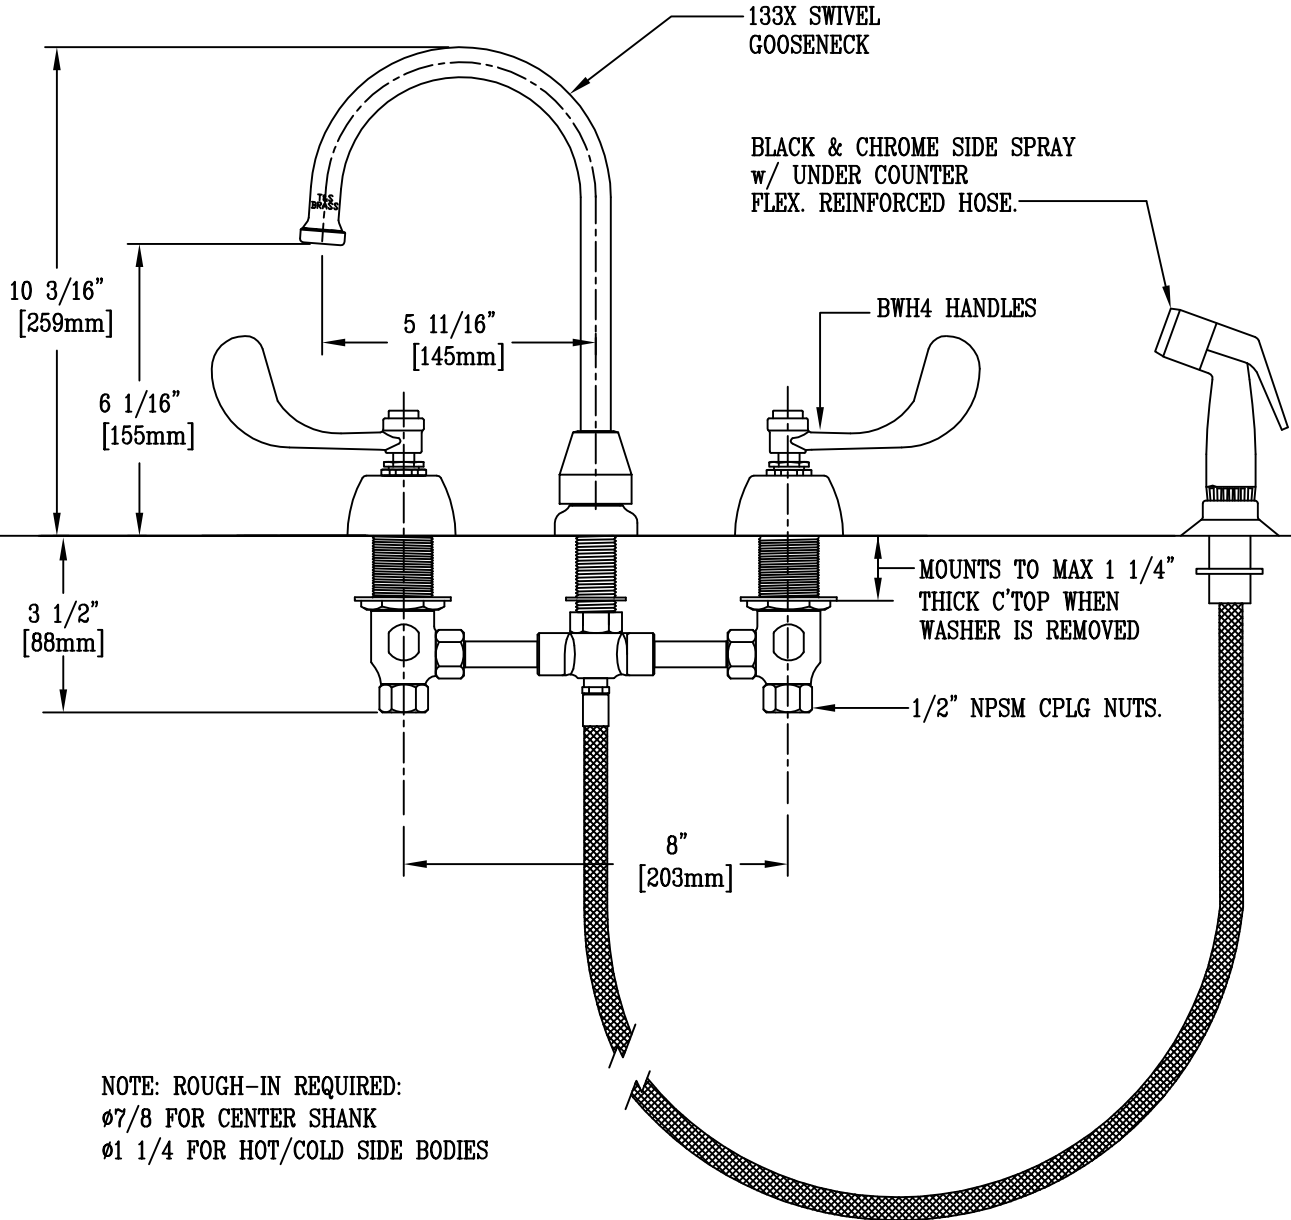 133X SWIVEL
GOOSENECK
BLACK & CHROME SIDE SPRAY
w/ UNDER COUNTER
FLEX. REINFORCED HOSE.
T&S
BRASS
10 3/16"
[259mm]
5 11/16"
[145mm]
BWH4 HANDLES
6 1/16"
[155mm]
MOUNTS TO MAX 1 1/4"
THICK C'TOP WHEN
WASHER IS REMOVED
3 1/2"
[88mm]
1/2" NPSM CPLG NUTS.
8"
[203mm]
NOTE: ROUGH-IN REQUIRED:
ø7/8 FOR CENTER SHANK
ø1 1/4 FOR HOT/COLD SIDE BODIES